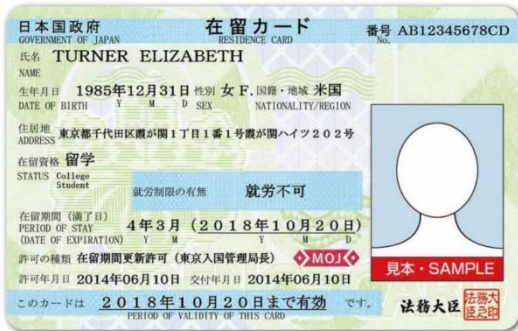 日本国政府 在留カード 番号 AB12345678CD
GOVERNMENT OF JAPAN RESIDENCE CARD No.
氏名 TURNER ELIZABETH
NAME
生年月日 1985年12月31日 性別 女 F. 国籍・地域 米国
DATE OF BIRTH Y M D SEX NATIONALITY/REGION
住居地 東京都千代田区霞が関1丁目1番1号霞が関ハイツ202号
ADDRESS
在留資格 留学
STATUS College
Student
就労制限の有無 就労不可
在留期間(満了日)
PERIOD OF STAY 4年3月(2018年10月20日)
(DATE OF EXPIRATION) Y M Y M D
許可の種類 在留期間更新許可(東京入国管理局長) MOJ
許可年月日 2014年06月10日 交付年月日 2014年06月10日
このカードは 2018年10月20日まで有効 です。
PERIOD OF VALIDITY OF THIS CARD
見本・SAMPLE
法務大臣